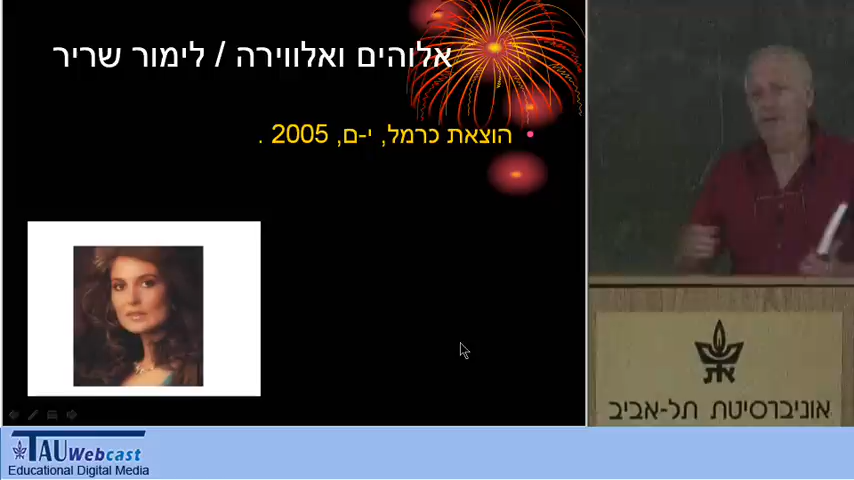 אלוהים ואלווירה / לימור שריר
הוצאת כרמל, י-ם, 2005 .
אוניברסיטת תל-אביב
TAU Webcast
Educational Digital Media